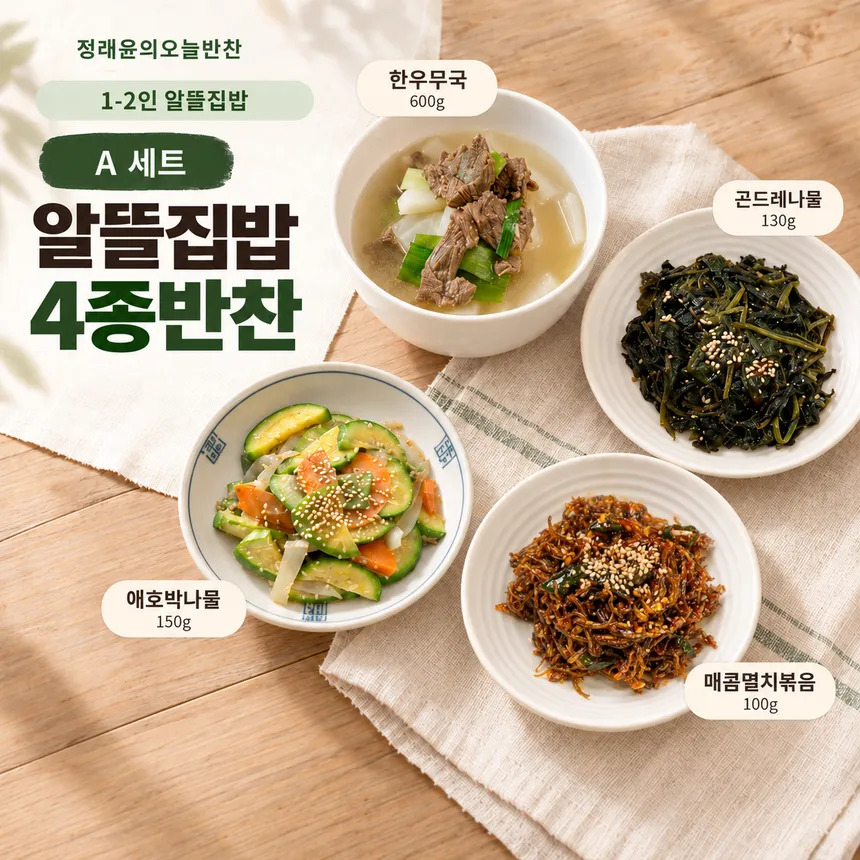 정래윤의오늘반찬
1-2인 알뜰집밥
A 세트
알뜰집밥
4종반찬
한우무국
600g
곤드레나물
130g
애호박나물
150g
매콤멸치볶음
100g